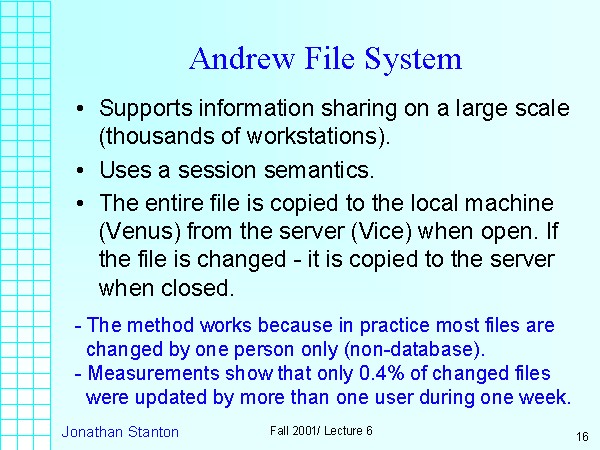 Andrew File System
• Supports information sharing on a large scale
(thousands of workstations).
• Uses a session semantics.
• The entire file is copied to the local machine
(Venus) from the server (Vice) when open. If
the file is changed - it is copied to the server
when closed.
- The method works because in practice most files are
changed by one person only (non-database).
- Measurements show that only 0.4% of changed files
were updated by more than one user during one week.
Jonathan Stanton
Fall 2001/ Lecture 6
16